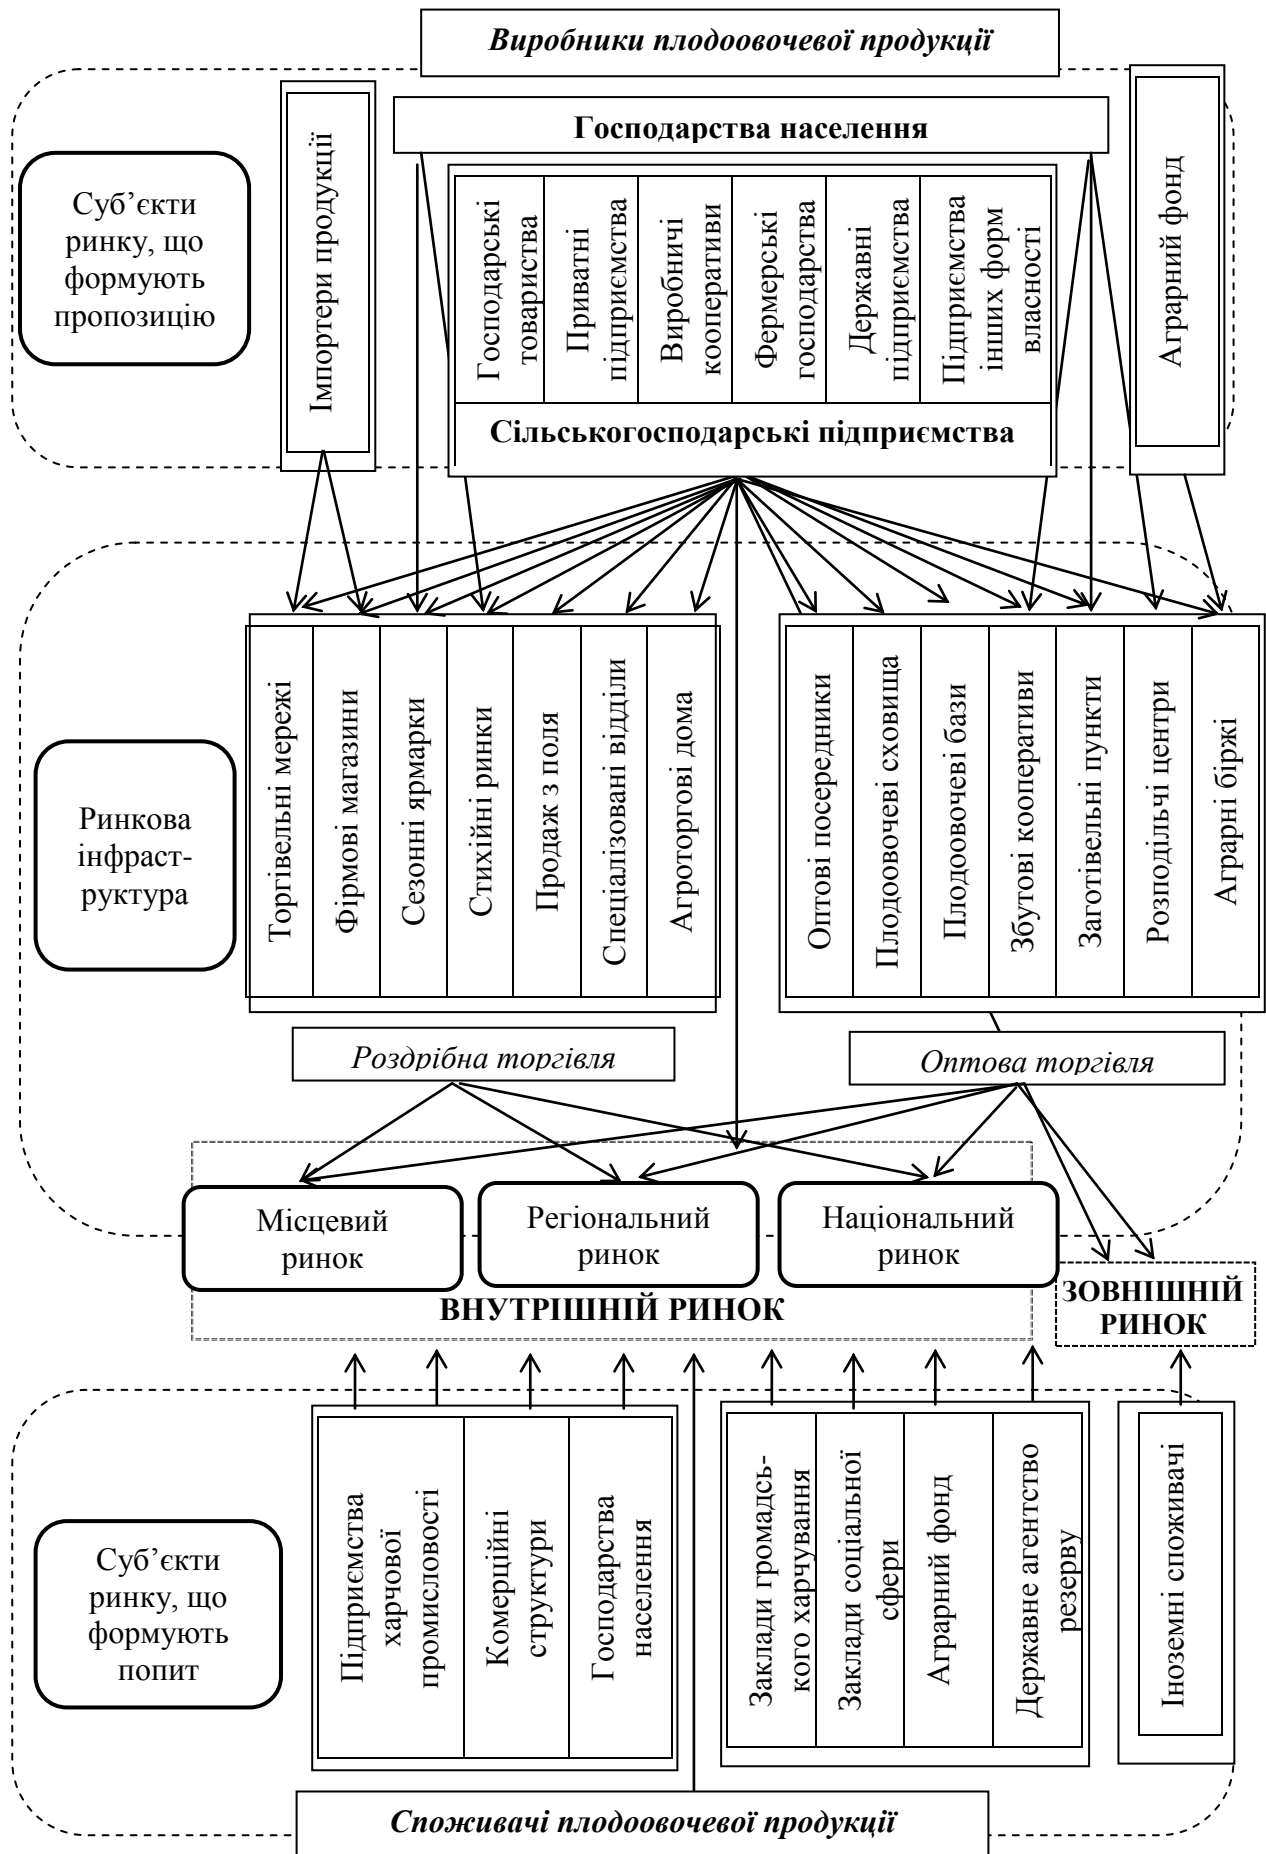 Виробники плодоовочевої продукції
Господарства населення
Суб’єкти
ринку, що
формують
пропозицію
Імпортери продукції
Господарські
товариства
Приватні
підприємства
Виробничі
кооперативи
Фермерські
господарства
Державні
підприємства
Підприємства
інших форм
власності
Сільськогосподарські підприємства
Аграрний фонд
Ринкова
інфраст-
руктура
Торгівельні мережі
Фірмові магазини
Сезонні ярмарки
Стихійні ринки
Продаж з поля
Спеціалізовані відділи
Агроторгові дома
Оптові посередники
Плодоовочеві сховища
Плодоовочеві бази
Збутові кооперативи
Заготівельні пункти
Розподільчі центри
Аграрні біржі
Роздрібна торгівля
Оптова торгівля
Місцевий
ринок
Регіональний
ринок
Національний
ринок
ВНУТРІШНІЙ РИНОК
ЗОВНІШНІЙ
РИНОК
Суб’єкти
ринку, що
формують
попит
Підприємства
харчової
промисловості
Комерційні
структури
Господарства
населення
Заклади громадсь-
кого харчування
Заклади соціальної
сфери
Аграрний фонд
Державне агентство
резерву
Іноземні споживачі
Споживачі плодоовочевої продукції